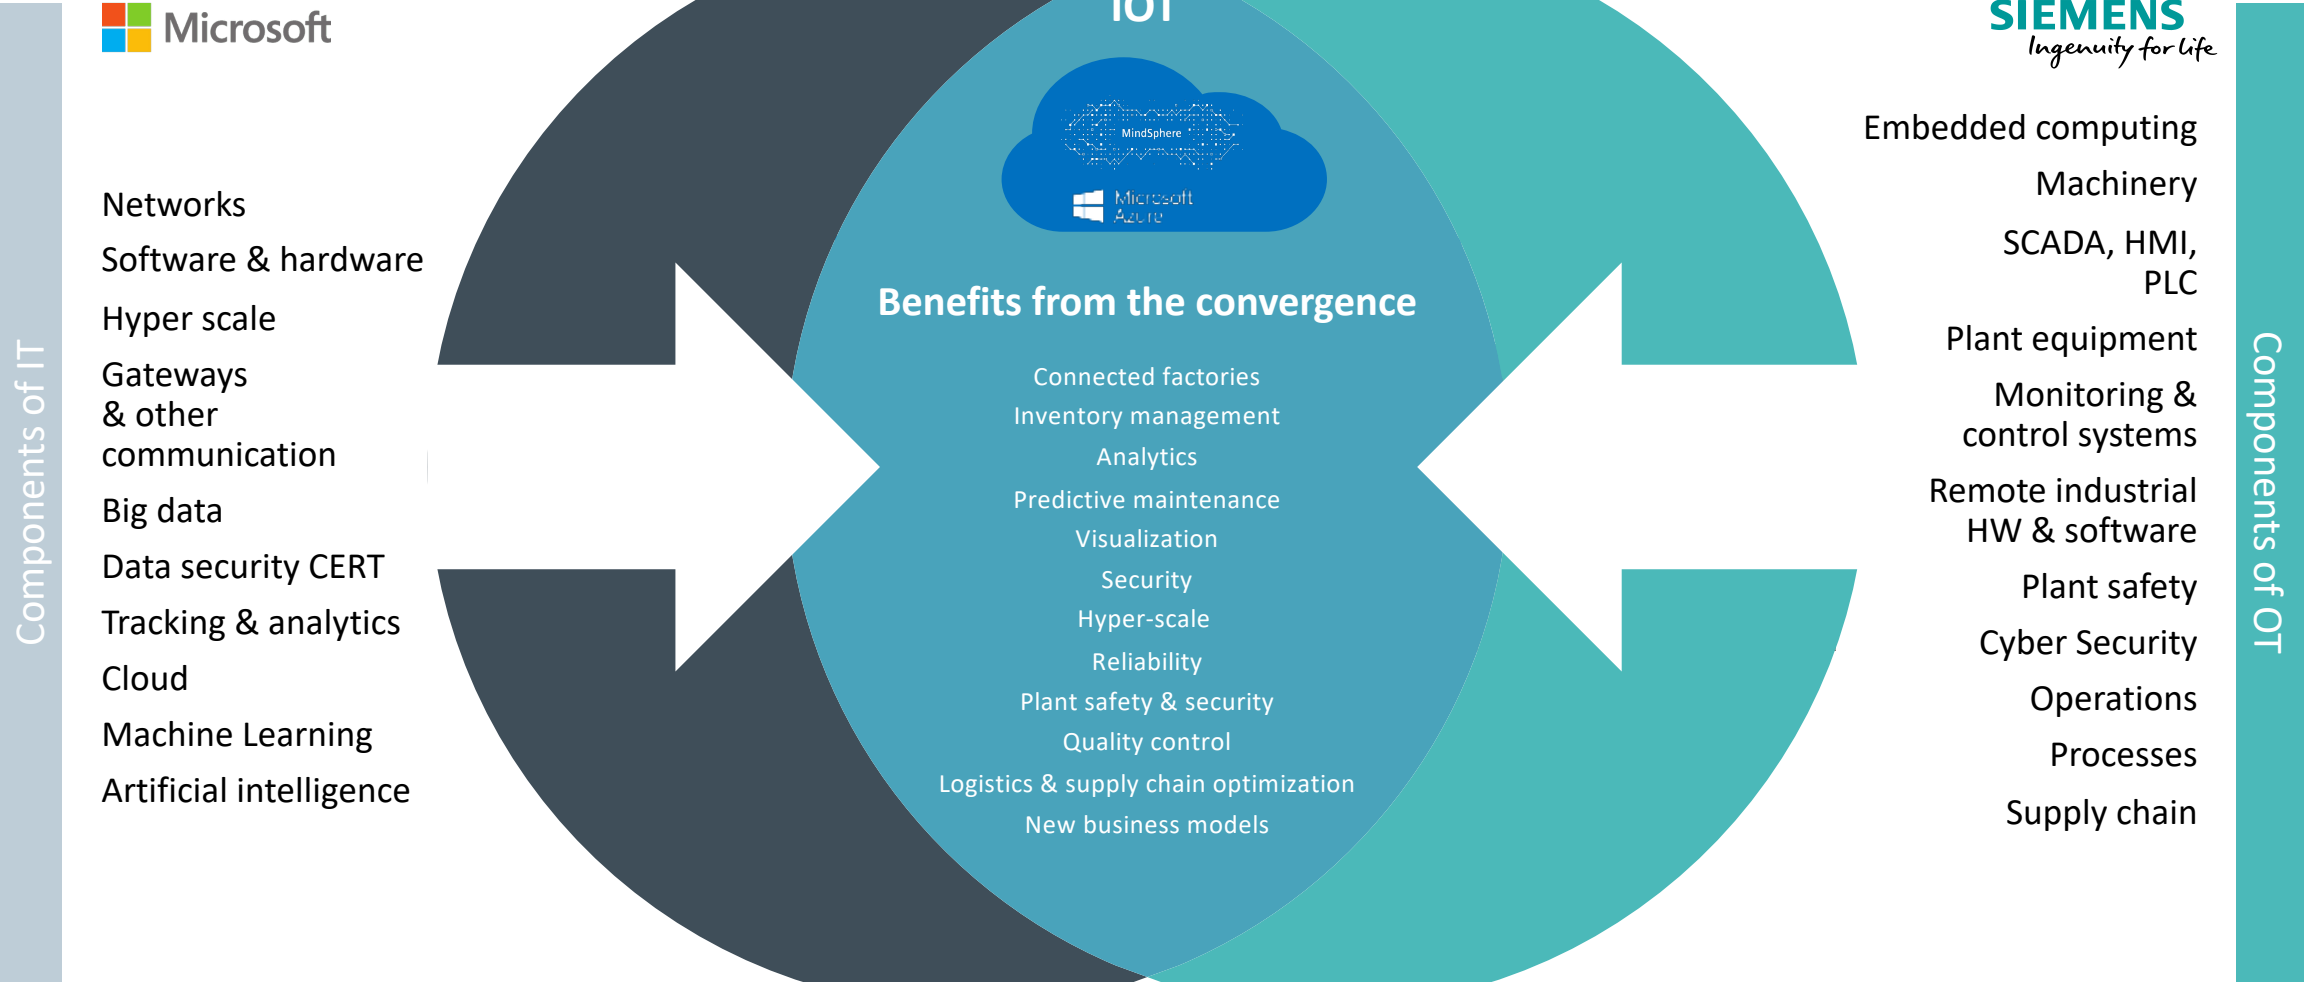 Microsoft
Components of IT
Networks
Software & hardware
Hyper scale
Gateways
& other
communication
Big data
Data security CERT
Tracking & analytics
Cloud
Machine Learning
Artificial intelligence
IOT
MindSphere
Microsoft
Azure
Benefits from the convergence
Connected factories
Inventory management
Analytics
Predictive maintenance
Visualization
Security
Hyper-scale
Reliability
Plant safety & security
Quality control
Logistics & supply chain optimization
New business models
SIEMENS
Ingenuity for life
Embedded computing
Machinery
SCADA, HMI,
PLC
Plant equipment
Monitoring &
control systems
Remote industrial
HW & software
Plant safety
Cyber Security
Operations
Processes
Supply chain
Components of OT